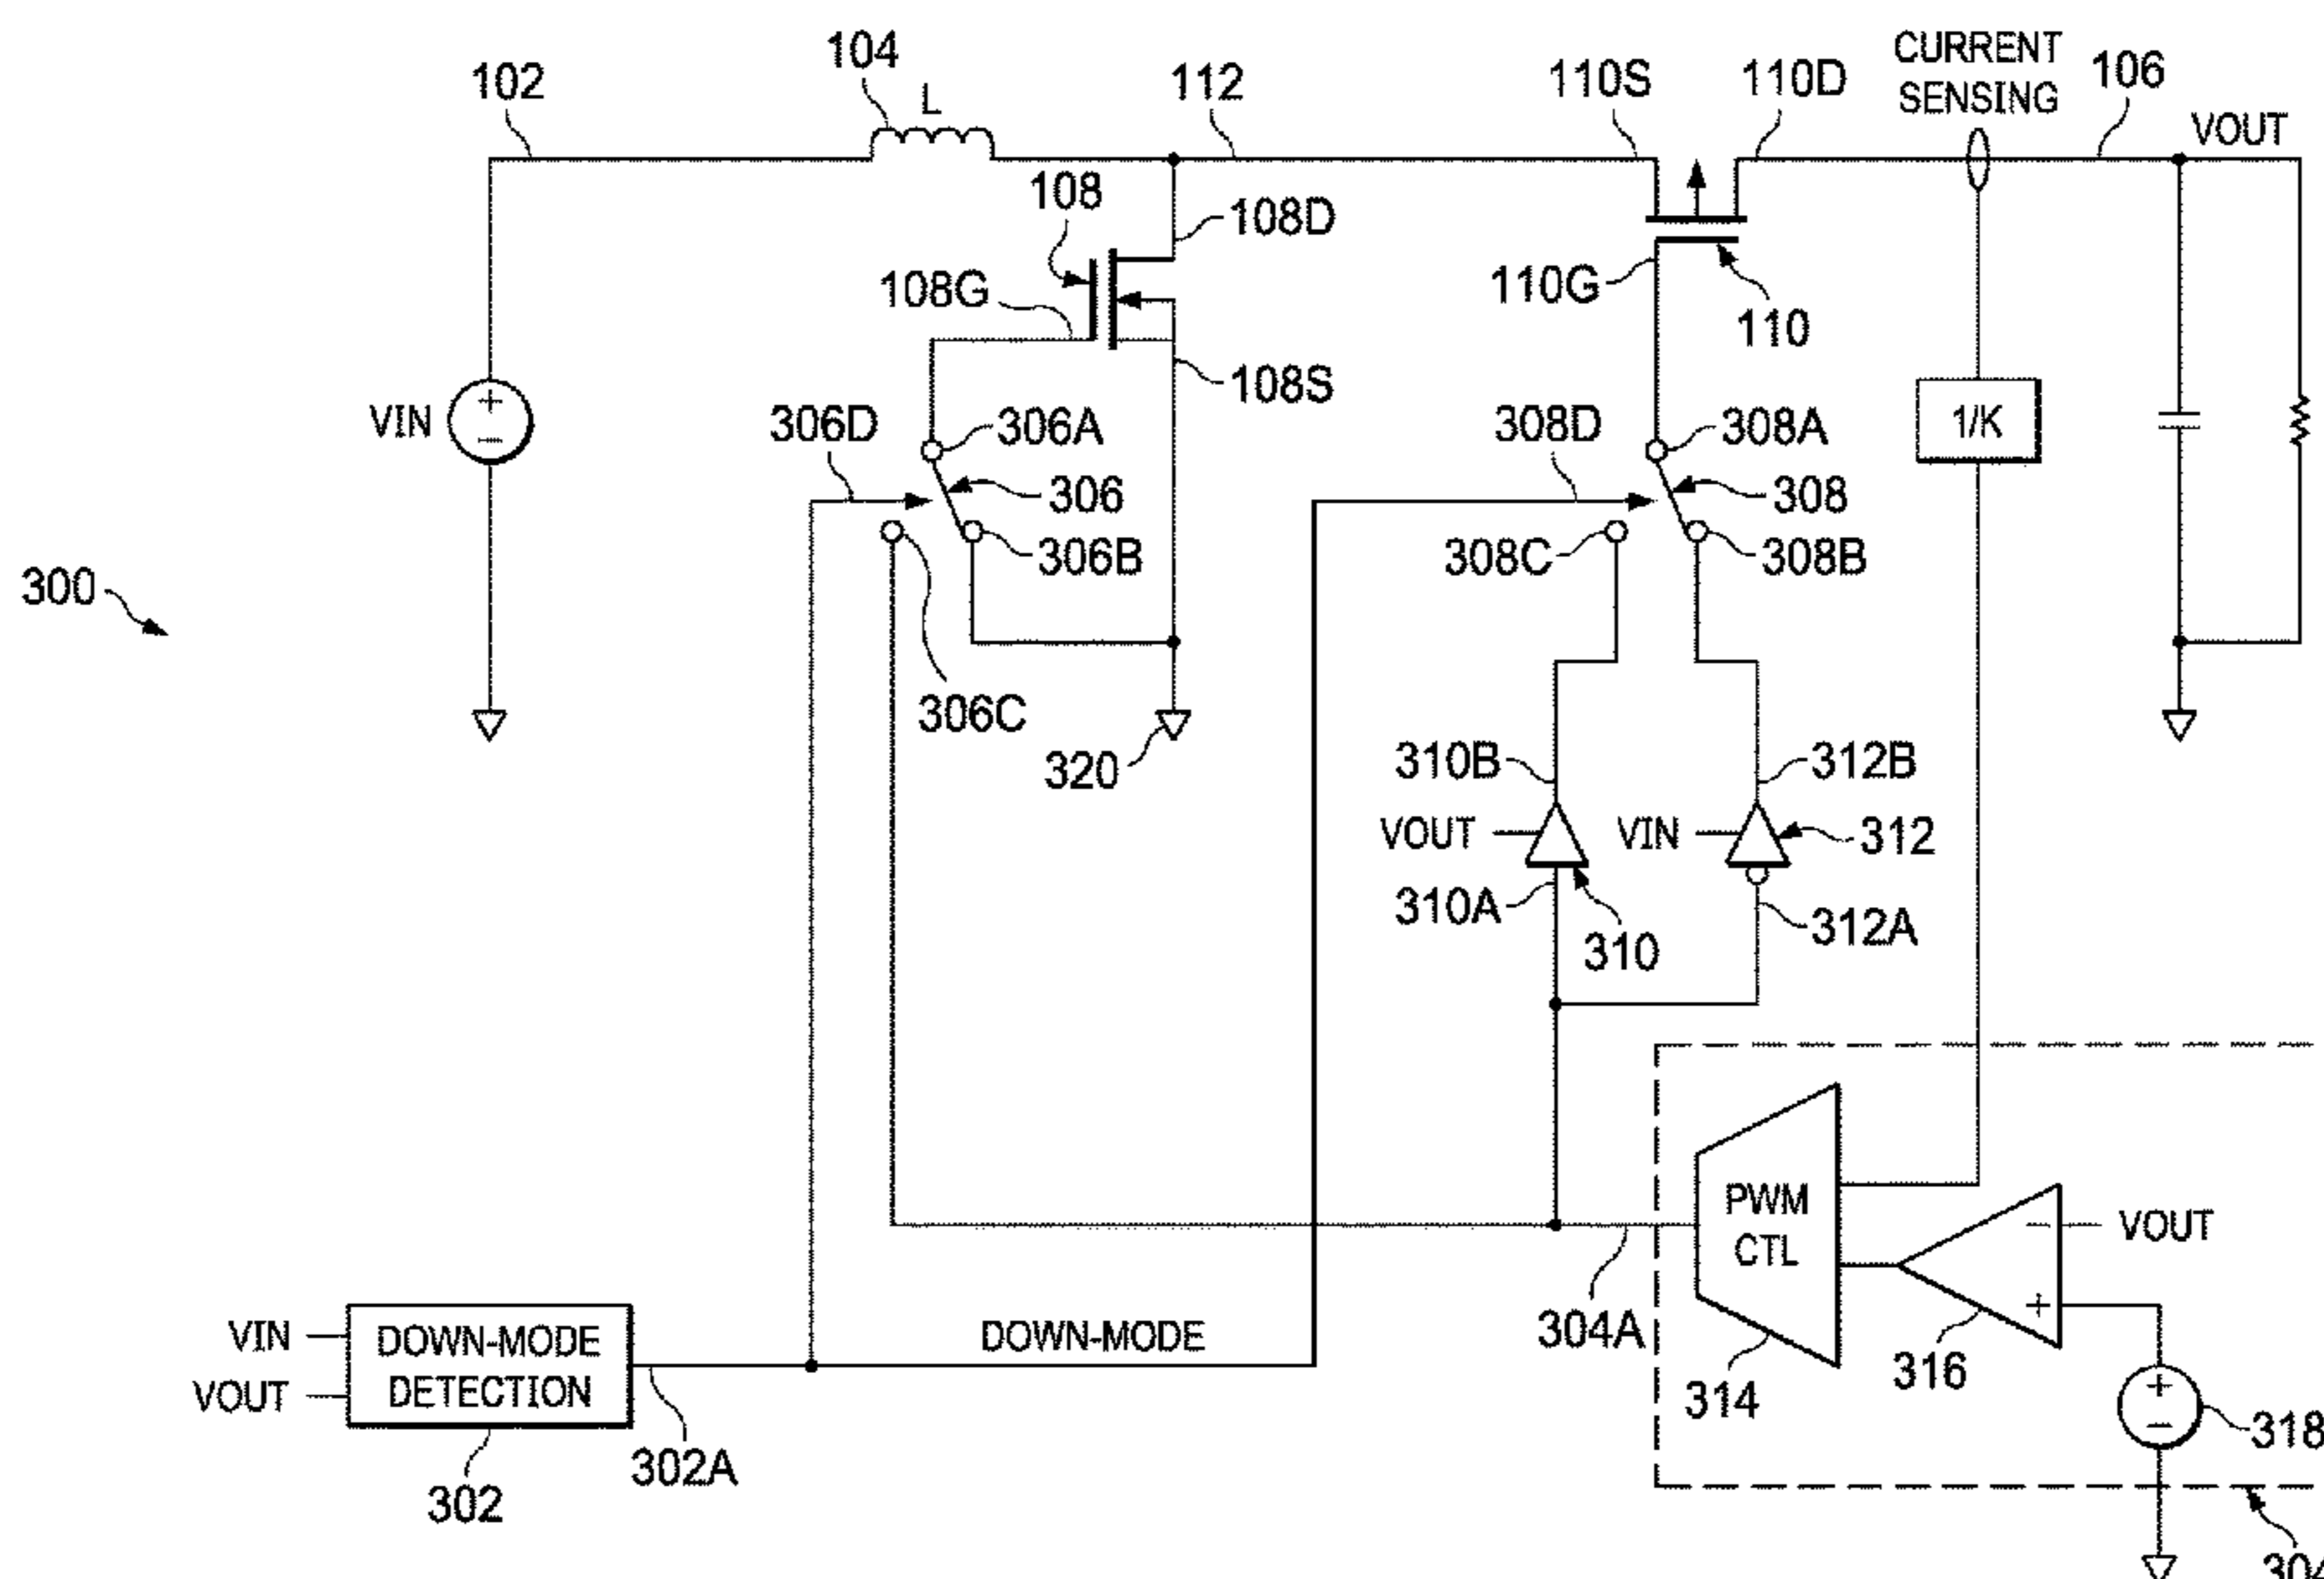 CURRENT
SENSING
102
104
L
112
110S
110D
106
VOUT
108
108D
108G
110G
110
108S
VIN
+
−
306D
306A
306
306B
306C
308D
308A
308
308C
308B
1/K
300
320
310B
312B
VOUT
VIN
312
310A
312A
310
PWM
CTL
−
VOUT
+
304A
314
316
+
−
318
304
VIN
VOUT
DOWN-MODE
DETECTION
DOWN-MODE
302A
302